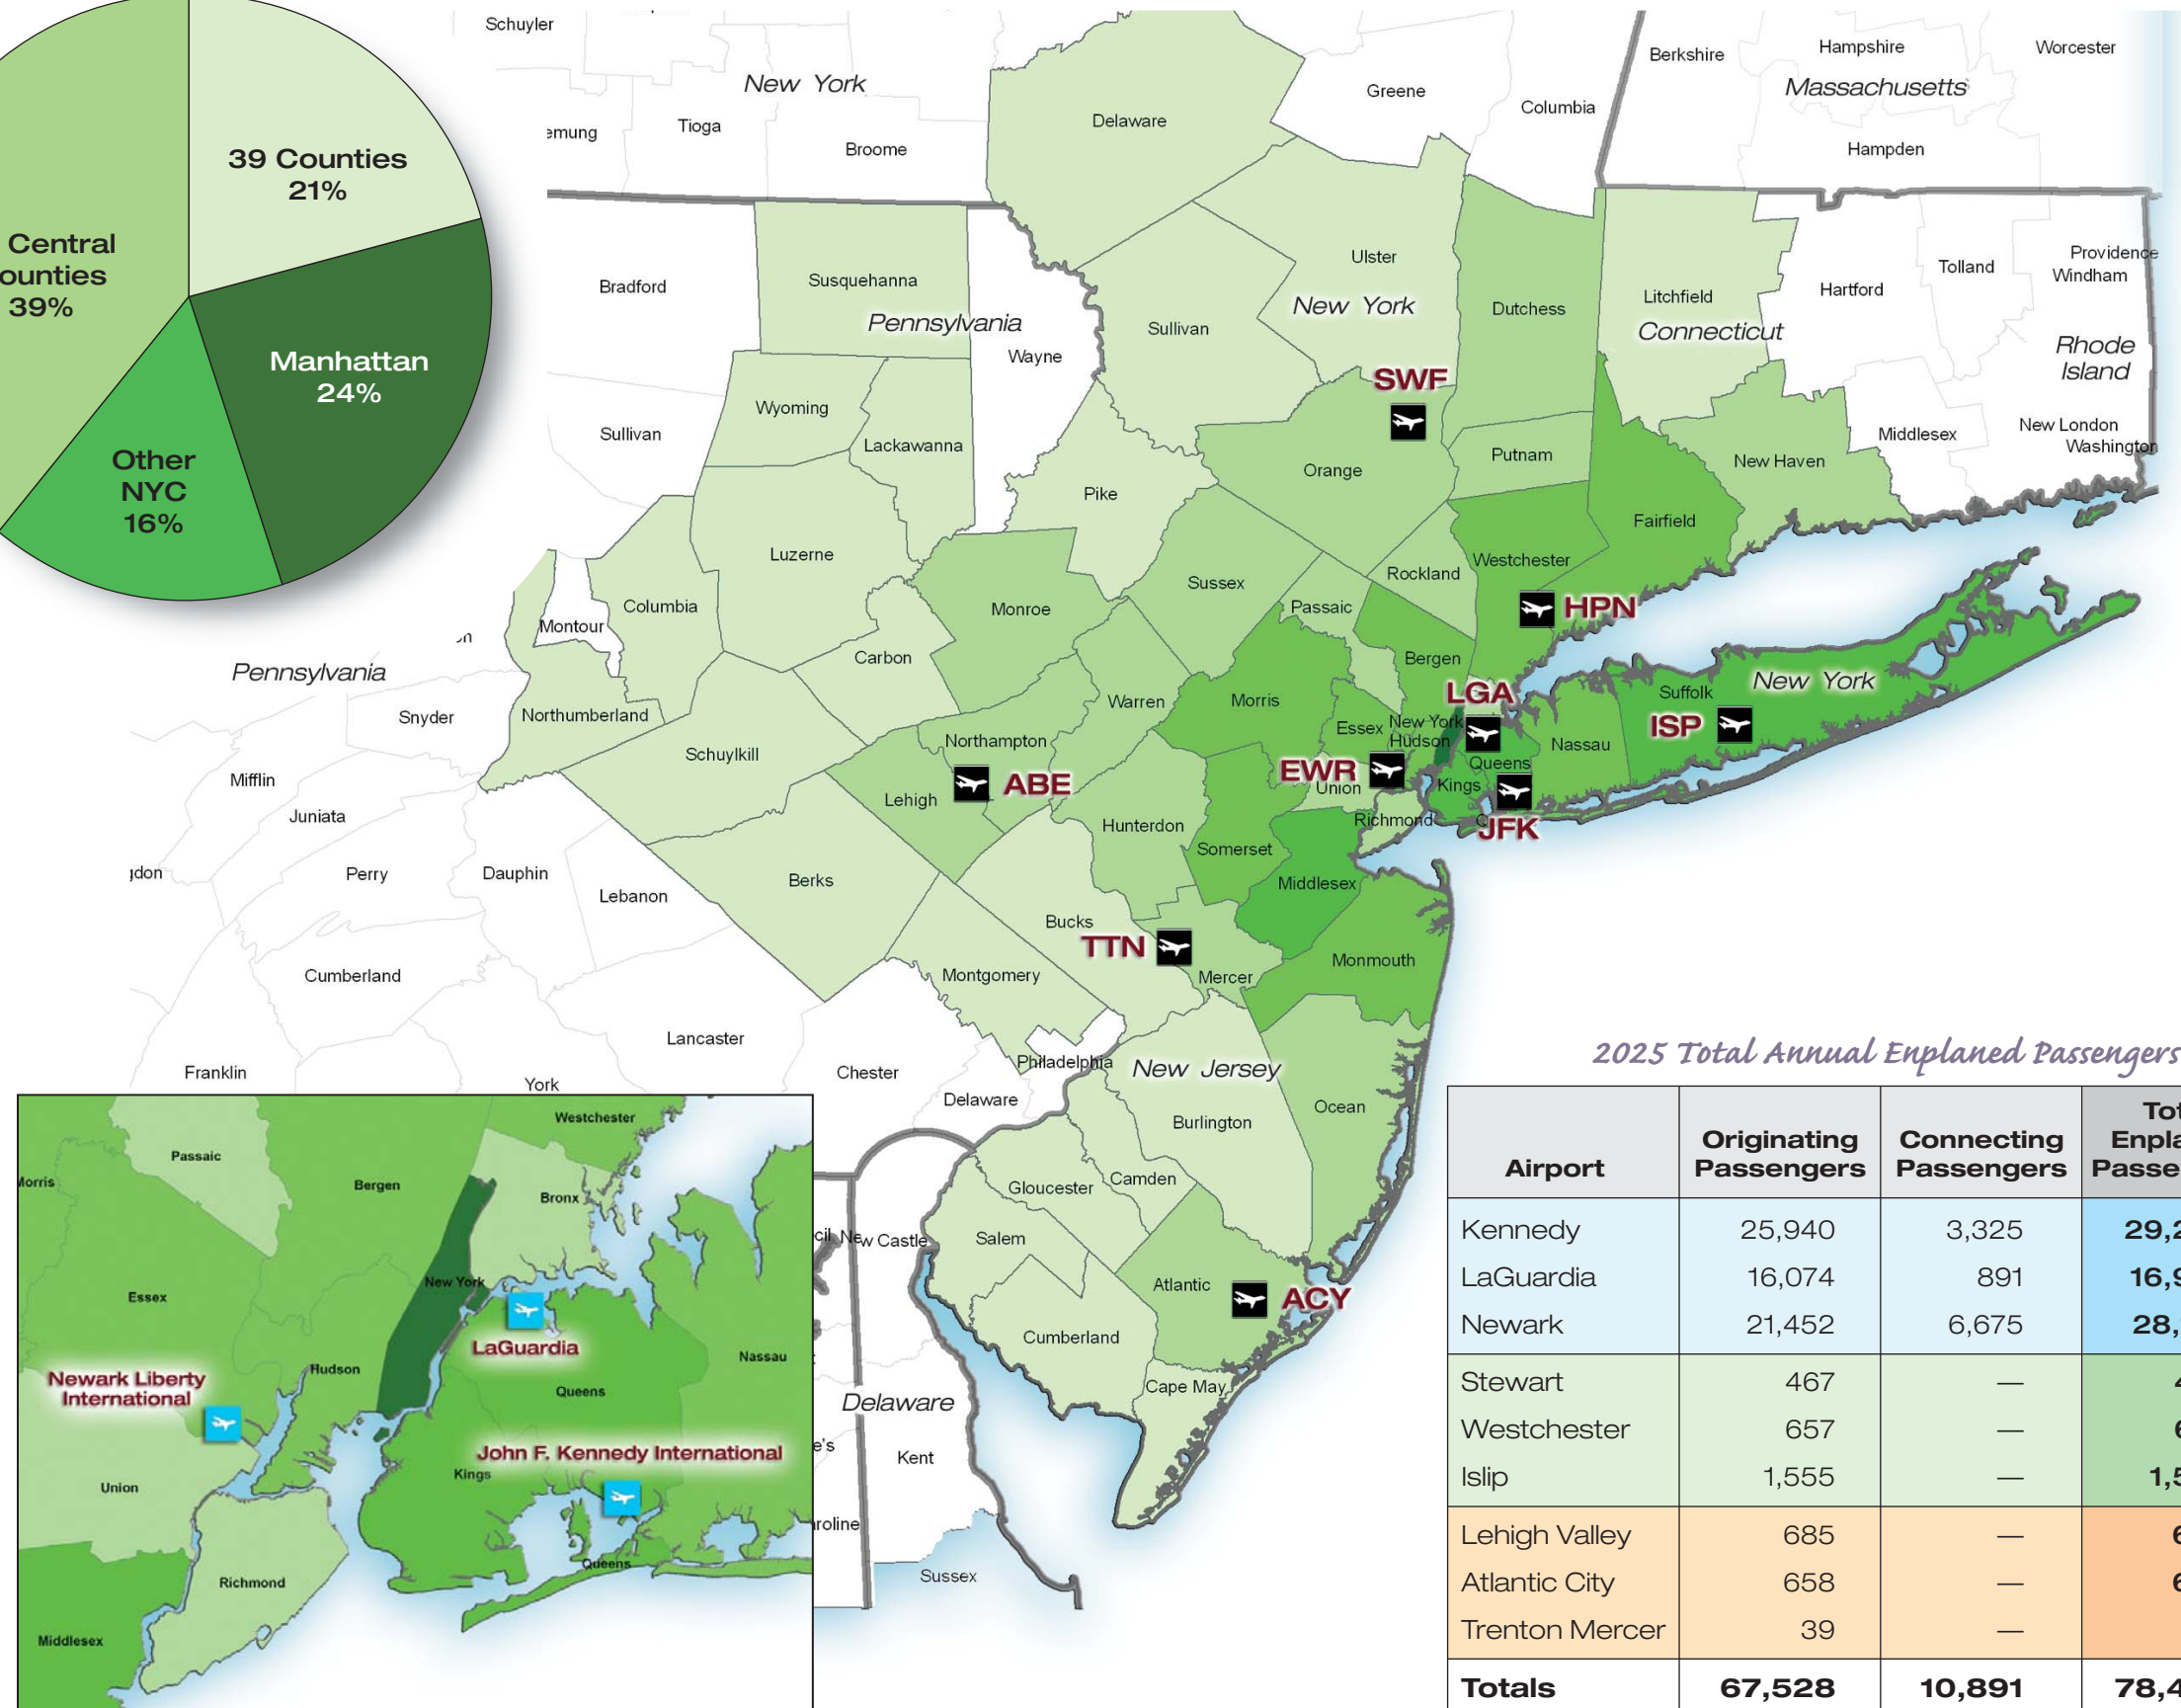 39 Counties
21%
Central
39%
Manhattan
24%
Other
NYC
16%
Schuyler
New York
Tioga
Broome
Delaware
Greene
Columbia
Berkshire
Hampshire
Worcester
Massachusetts
Hampden
Bradford
Susquehanna
Pennsylvania
Wayne
Sullivan
Ulster
New York
Dutchess
Litchfield
Connecticut
Hartford
Tolland
Providence
Windham
Rhode
Island
SWF
Wyoming
Sullivan
Lackawanna
Pike
Orange
Putnam
New Haven
Middlesex
New London
Washington
Luzerne
Fairfield
Westchester
Rockland
Sussex
Passaic
HPN
Columbia
Montour
Monroe
Carbon
Bergen
Pennsylvania
Snyder
Northumberland
Warren
Morris
LGA
Suffolk
New York
ISP
Schuylkill
Northampton
Essex
New York
Hudson
Nassau
Mifflin
ABE
EWR
Union
Queens
Kings
Lehigh
Juniata
Hunterdon
Richmond
JFK
Somerset
Perry
Dauphin
Lebanon
Berks
Middlesex
Bucks
TTN
Cumberland
Montgomery
Mercer
Monmouth
Lancaster
Franklin
York
Chester
Philadelphia
New Jersey
Delaware
Burlington
Ocean
Gloucester
Camden
New Castle
Salem
Atlantic
ACY
Cumberland
Cape May
Delaware
Kent
Sussex
Westchester
Passaic
Morris
Bergen
Bronx
New York
Essex
LaGuardia
Hudson
Nassau
Newark Liberty
International
Queens
John F. Kennedy International
Kings
Union
Queens
Richmond
Middlesex
2025 Total Annual Enplaned Passengers
Airport Originating Passengers Connecting Passengers
Kennedy 25,940 3,325
LaGuardia 16,074 891
Newark 21,452 6,675
Stewart 467 —
Westchester 657 —
Islip 1,555 —
Lehigh Valley 685 —
Atlantic City 658 —
Trenton Mercer 39 —
Totals 67,528 10,891